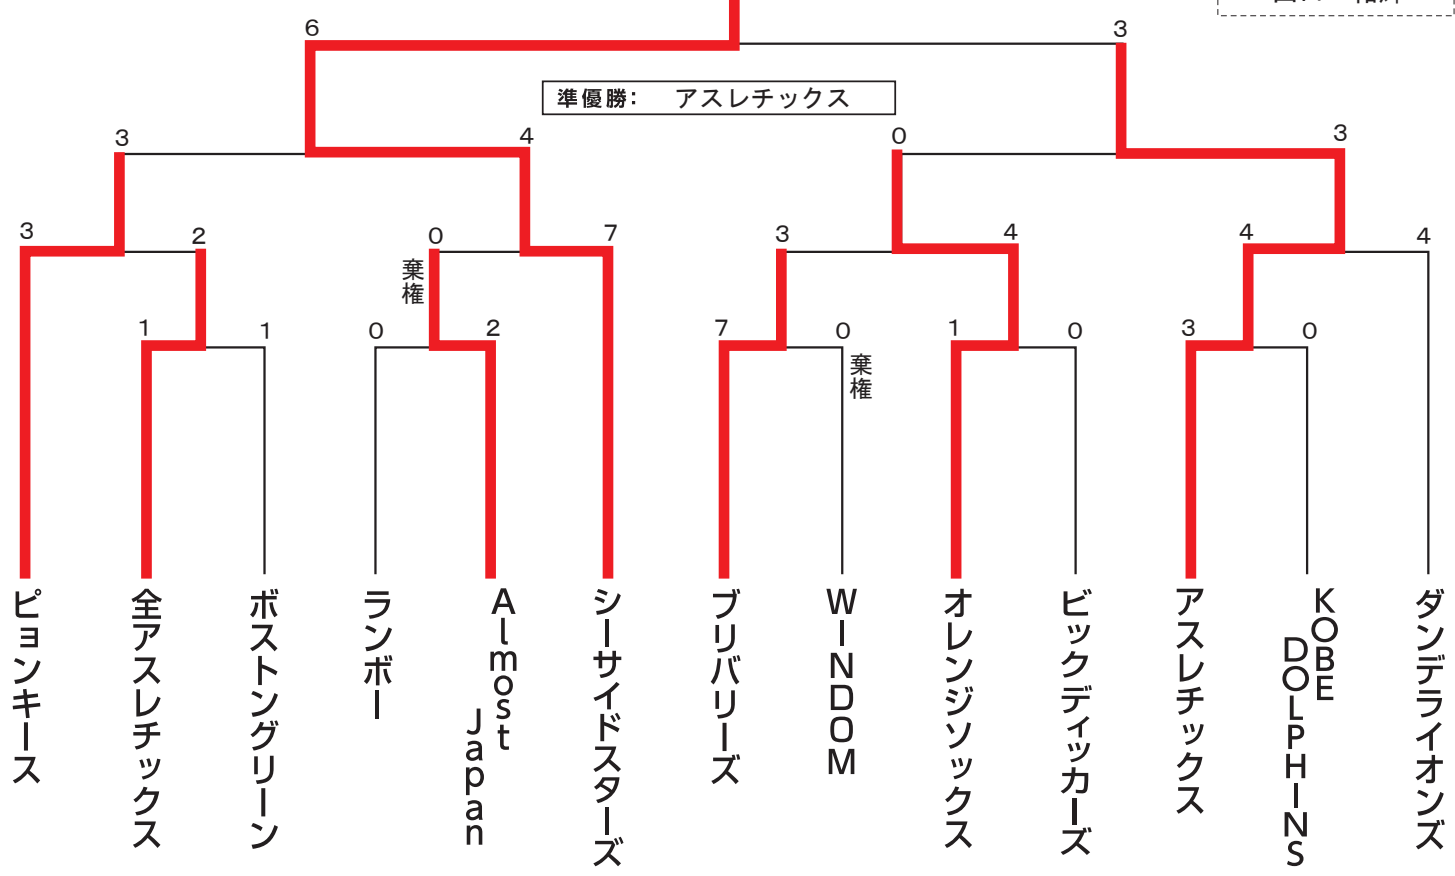 6
3
準優勝： アスレチックス
3
4
0
3
3
2
0
7
3
4
4
4
棄権
1
1
0
2
7
0
1
0
3
0
棄権
ピョンキース
全アスレチックス
ボストングリーン
ランボー
Almost
Japan
シーサイドスターズ
ブリバリーズ
WINDOM
オレンジソックス
ビックディッカーズ
アスレチックス
KOBE
DOLPHINS
ダンデライオンズ